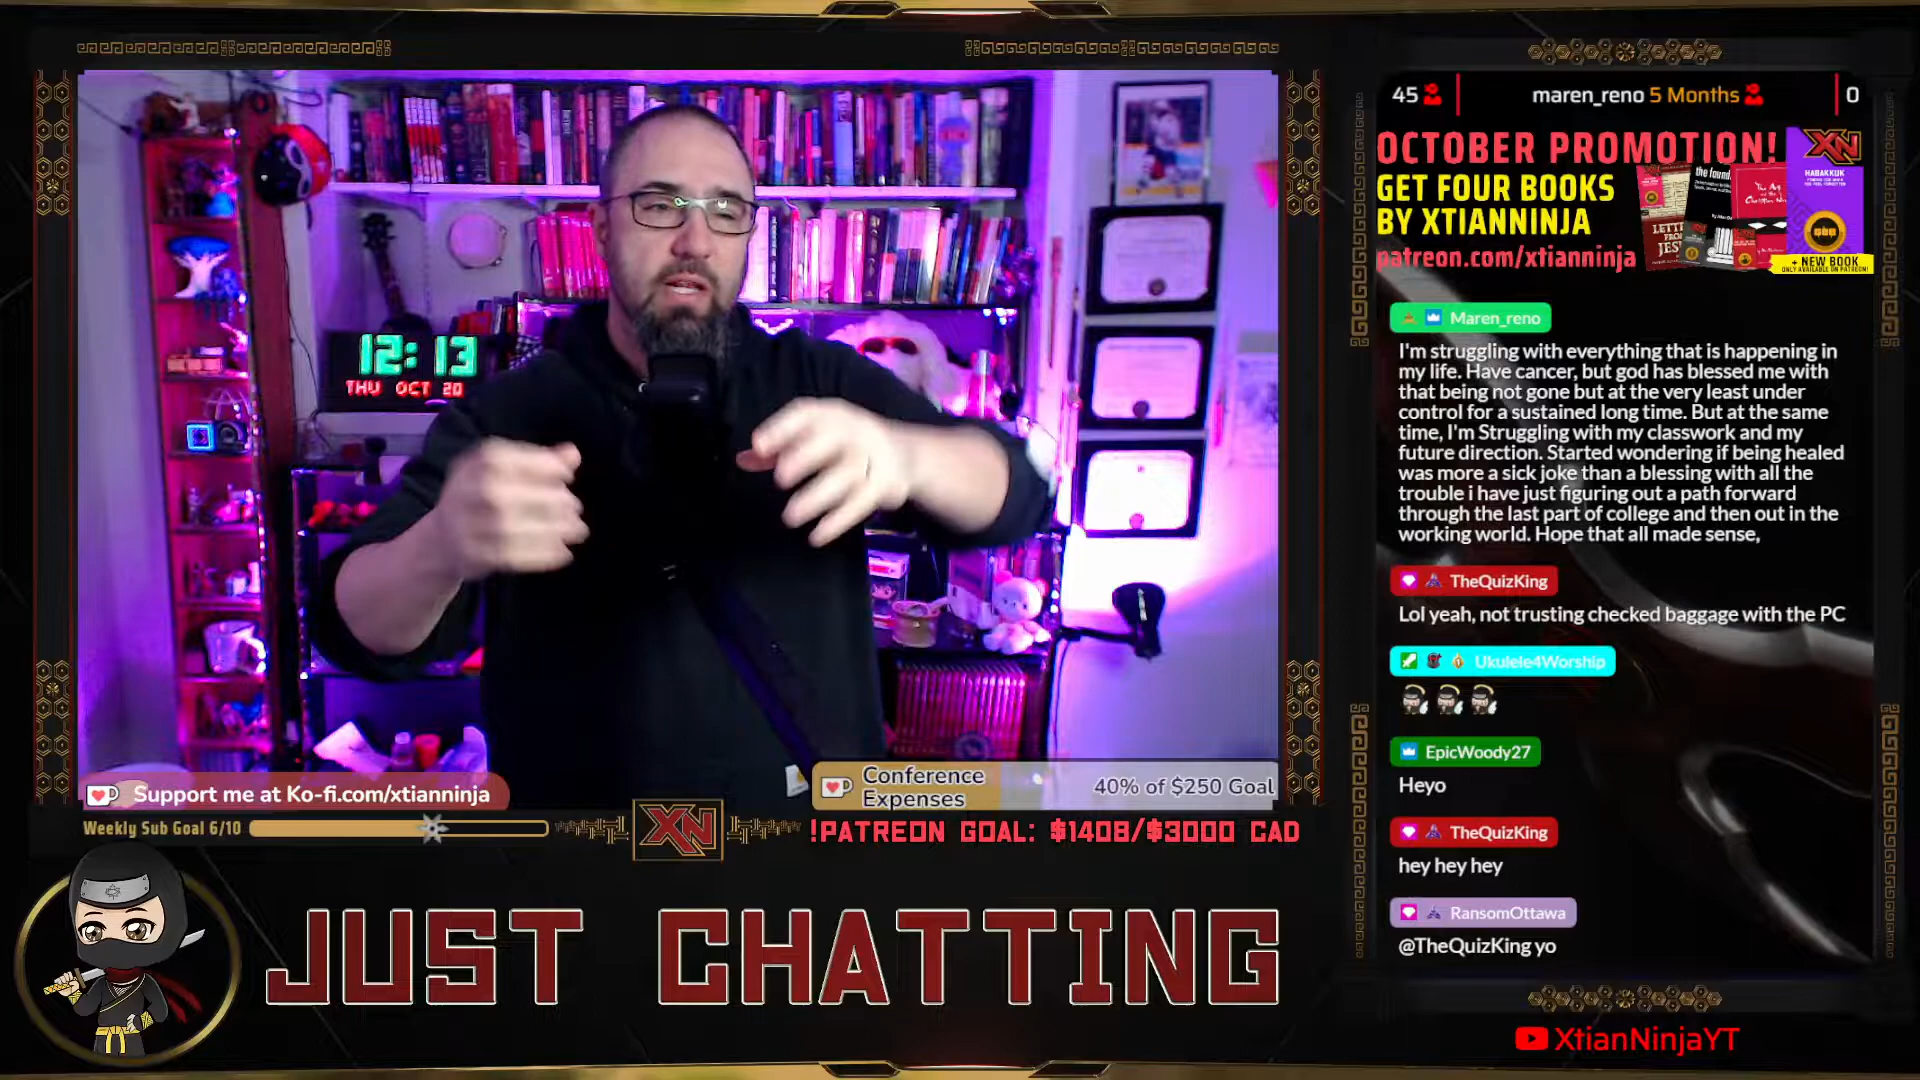 12:13
THU OCT 20
Support me at Ko-fi.com/xtianninja
Conference
Expenses
40% of $250 Goal
Weekly Sub Goal 6/10
XN
!PATREON GOAL: $1408/$3000 CAD
JUST CHATTING
45
maren_reno 5 Months
0
OCTOBER PROMOTION!
GET FOUR BOOKS
BY XTIANNINJA
patreon.com/xtianninja
XN
HABAKKUK
+ NEW BOOK
ONLY AVAILABLE ON PATREON!
Maren_reno
I'm struggling with everything that is happening in
my life. Have cancer, but god has blessed me with
that being not gone but at the very least under
control for a sustained long time. But at the same
time, I'm Struggling with my classwork and my
future direction. Started wondering if being healed
was more a sick joke than a blessing with all the
trouble i have just figuring out a path forward
through the last part of college and then out in the
working world. Hope that all made sense,
TheQuizKing
Lol yeah, not trusting checked baggage with the PC
Ukulele4Worship
EpicWoody27
Heyo
TheQuizKing
hey hey hey
RansomOttawa
@TheQuizKing yo
XtianNinjaYT